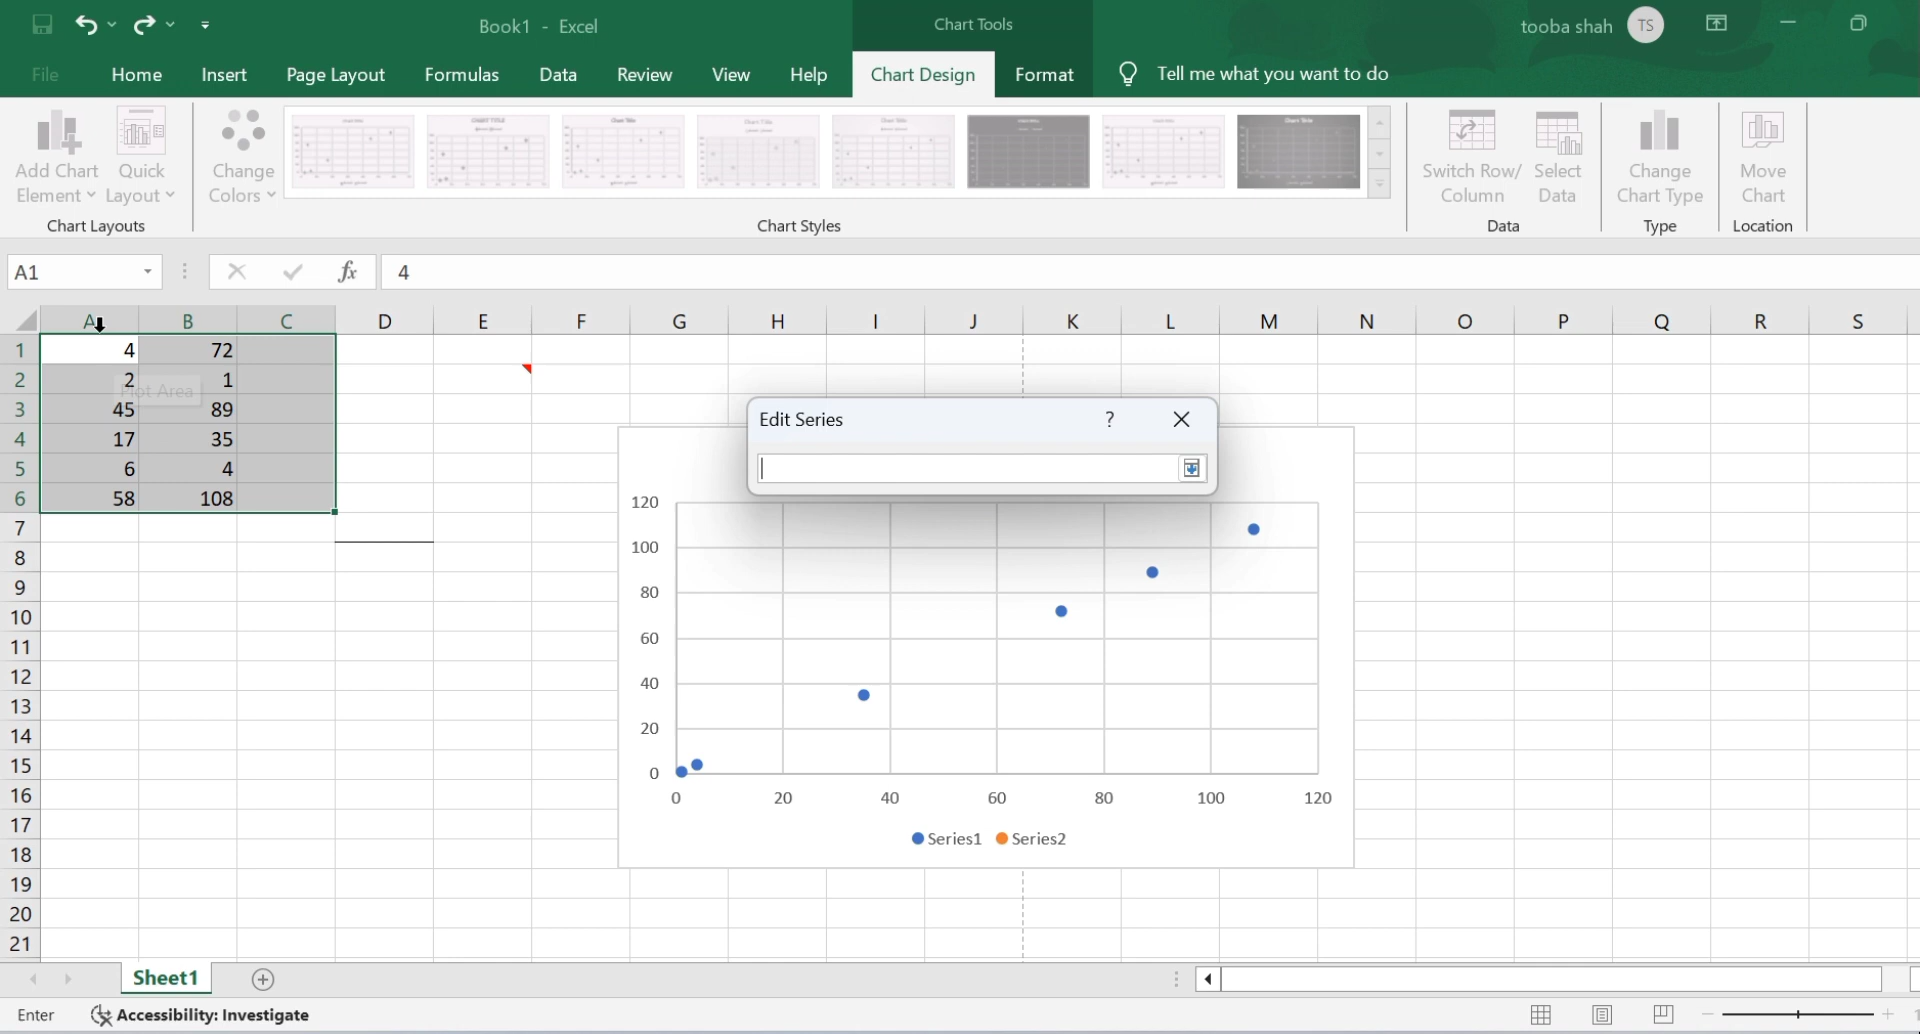 Book1 - Excel
Chart Tools
tooba shah TS
File Home Insert Page Layout Formulas Data Review View Help Chart Design Format Tell me what you want to do
Add Chart Element
Quick Layout
Chart Layouts
Change Colors
Chart Styles
Switch Row/ Column
Select Data
Data
Change Chart Type
Type
Move Chart
Location
A1
fx
4
A B C D E F G H I J K L M N O P Q R S
1 4 72
2 2 1
Plot Area
3 45 89
4 17 35
5 6 4
6 58 108
7
8
9
10
11
12
13
14
15
16
17
18
19
20
21
Edit Series ?
120
100
80
60
40
20
0
0 20 40 60 80 100 120
Series1 Series2
Sheet1
Enter Accessibility: Investigate